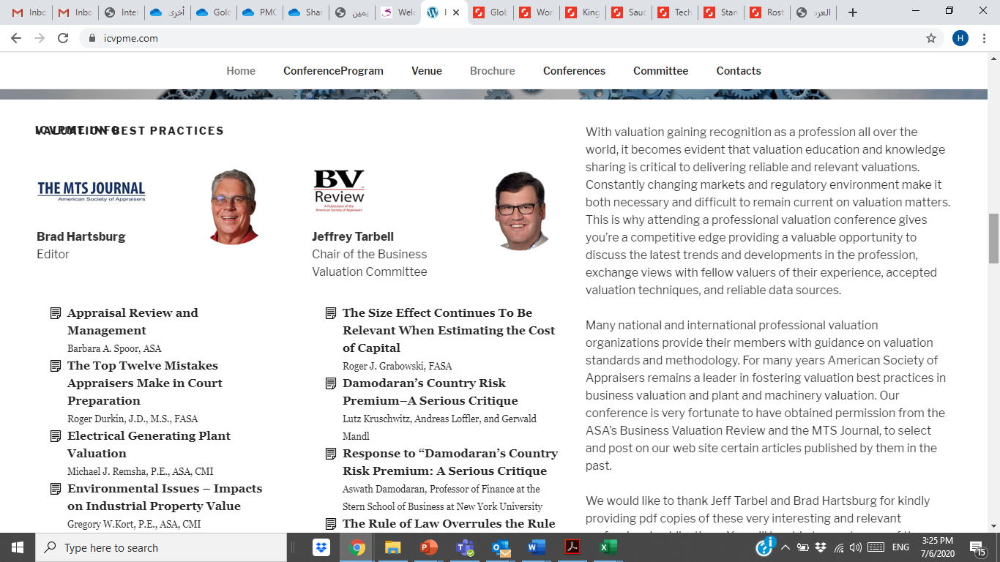 Inbo
Inbo
Inter
أخرى
Golc
PMC
Shar
يمين
Welc
I
Glob
Wor
King
Sauc
Tech
Stan
Rost
العرد
icvpme.com
H
Home
ConferenceProgram
Venue
Brochure
Conferences
Committee
Contacts
ICVPME INFO
VALUATION BEST PRACTICES
THE MTS JOURNAL
American Society of Appraisers
Brad Hartsburg
Editor
Appraisal Review and
Management
Barbara A. Spoor, ASA
The Top Twelve Mistakes
Appraisers Make in Court
Preparation
Roger Durkin, J.D., M.S., FASA
Electrical Generating Plant
Valuation
Michael J. Remsha, P.E., ASA, CMI
Environmental Issues – Impacts
on Industrial Property Value
Gregory W.Kort, P.E., ASA, CMI
BV
Review
A Publication of the
American Society of Appraisers
Jeffrey Tarbell
Chair of the Business
Valuation Committee
The Size Effect Continues To Be
Relevant When Estimating the Cost
of Capital
Roger J. Grabowski, FASA
Damodaran’s Country Risk
Premium–A Serious Critique
Lutz Kruschwitz, Andreas Loffler, and Gerwald
Mandl
Response to “Damodaran’s Country
Risk Premium: A Serious Critique
Aswath Damodaran, Professor of Finance at the
Stern School of Business at New York University
The Rule of Law Overrules the Rule
With valuation gaining recognition as a profession all over the
world, it becomes evident that valuation education and knowledge
sharing is critical to delivering reliable and relevant valuations.
Constantly changing markets and regulatory environment make it
both necessary and difficult to remain current on valuation matters.
This is why attending a professional valuation conference gives
you’re a competitive edge providing a valuable opportunity to
discuss the latest trends and developments in the profession,
exchange views with fellow valuers of their experience, accepted
valuation techniques, and reliable data sources.
Many national and international professional valuation
organizations provide their members with guidance on valuation
standards and methodology. For many years American Society of
Appraisers remains a leader in fostering valuation best practices in
business valuation and plant and machinery valuation. Our
conference is very fortunate to have obtained permission from the
ASA’s Business Valuation Review and the MTS Journal, to select
and post on our web site certain articles published by them in the
past.
We would like to thank Jeff Tarbel and Brad Hartsburg for kindly
providing pdf copies of these very interesting and relevant
Type here to search
ENG
3:25 PM
7/6/2020
15